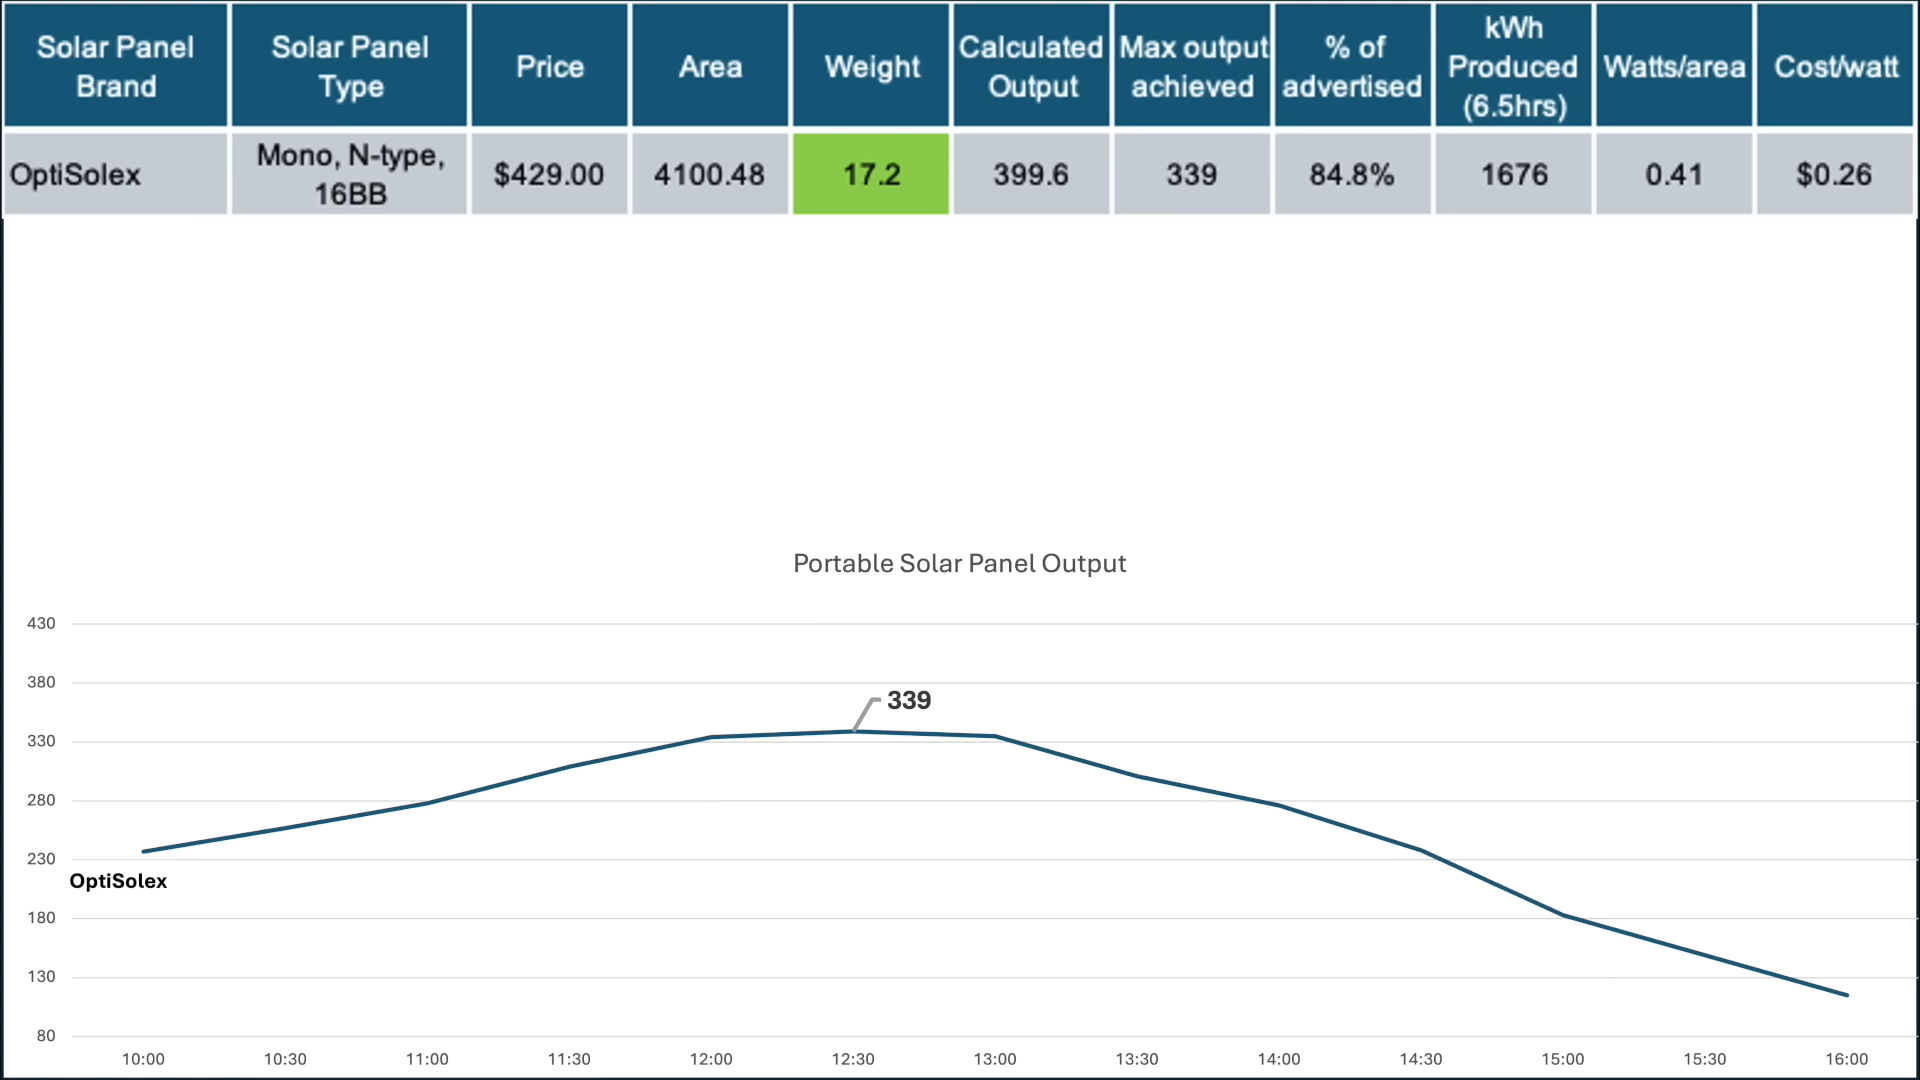 Solar Panel Brand
Solar Panel Type
Price
Area
Weight
Calculated Output
Max output achieved
% of advertised
kWh Produced (6.5hrs)
Watts/area
Cost/watt
OptiSolex
Mono, N-type, 16BB
$429.00
4100.48
17.2
399.6
339
84.8%
1676
0.41
$0.26
Portable Solar Panel Output
430
380
330
280
230
180
130
80
339
OptiSolex
10:00
10:30
11:00
11:30
12:00
12:30
13:00
13:30
14:00
14:30
15:00
15:30
16:00